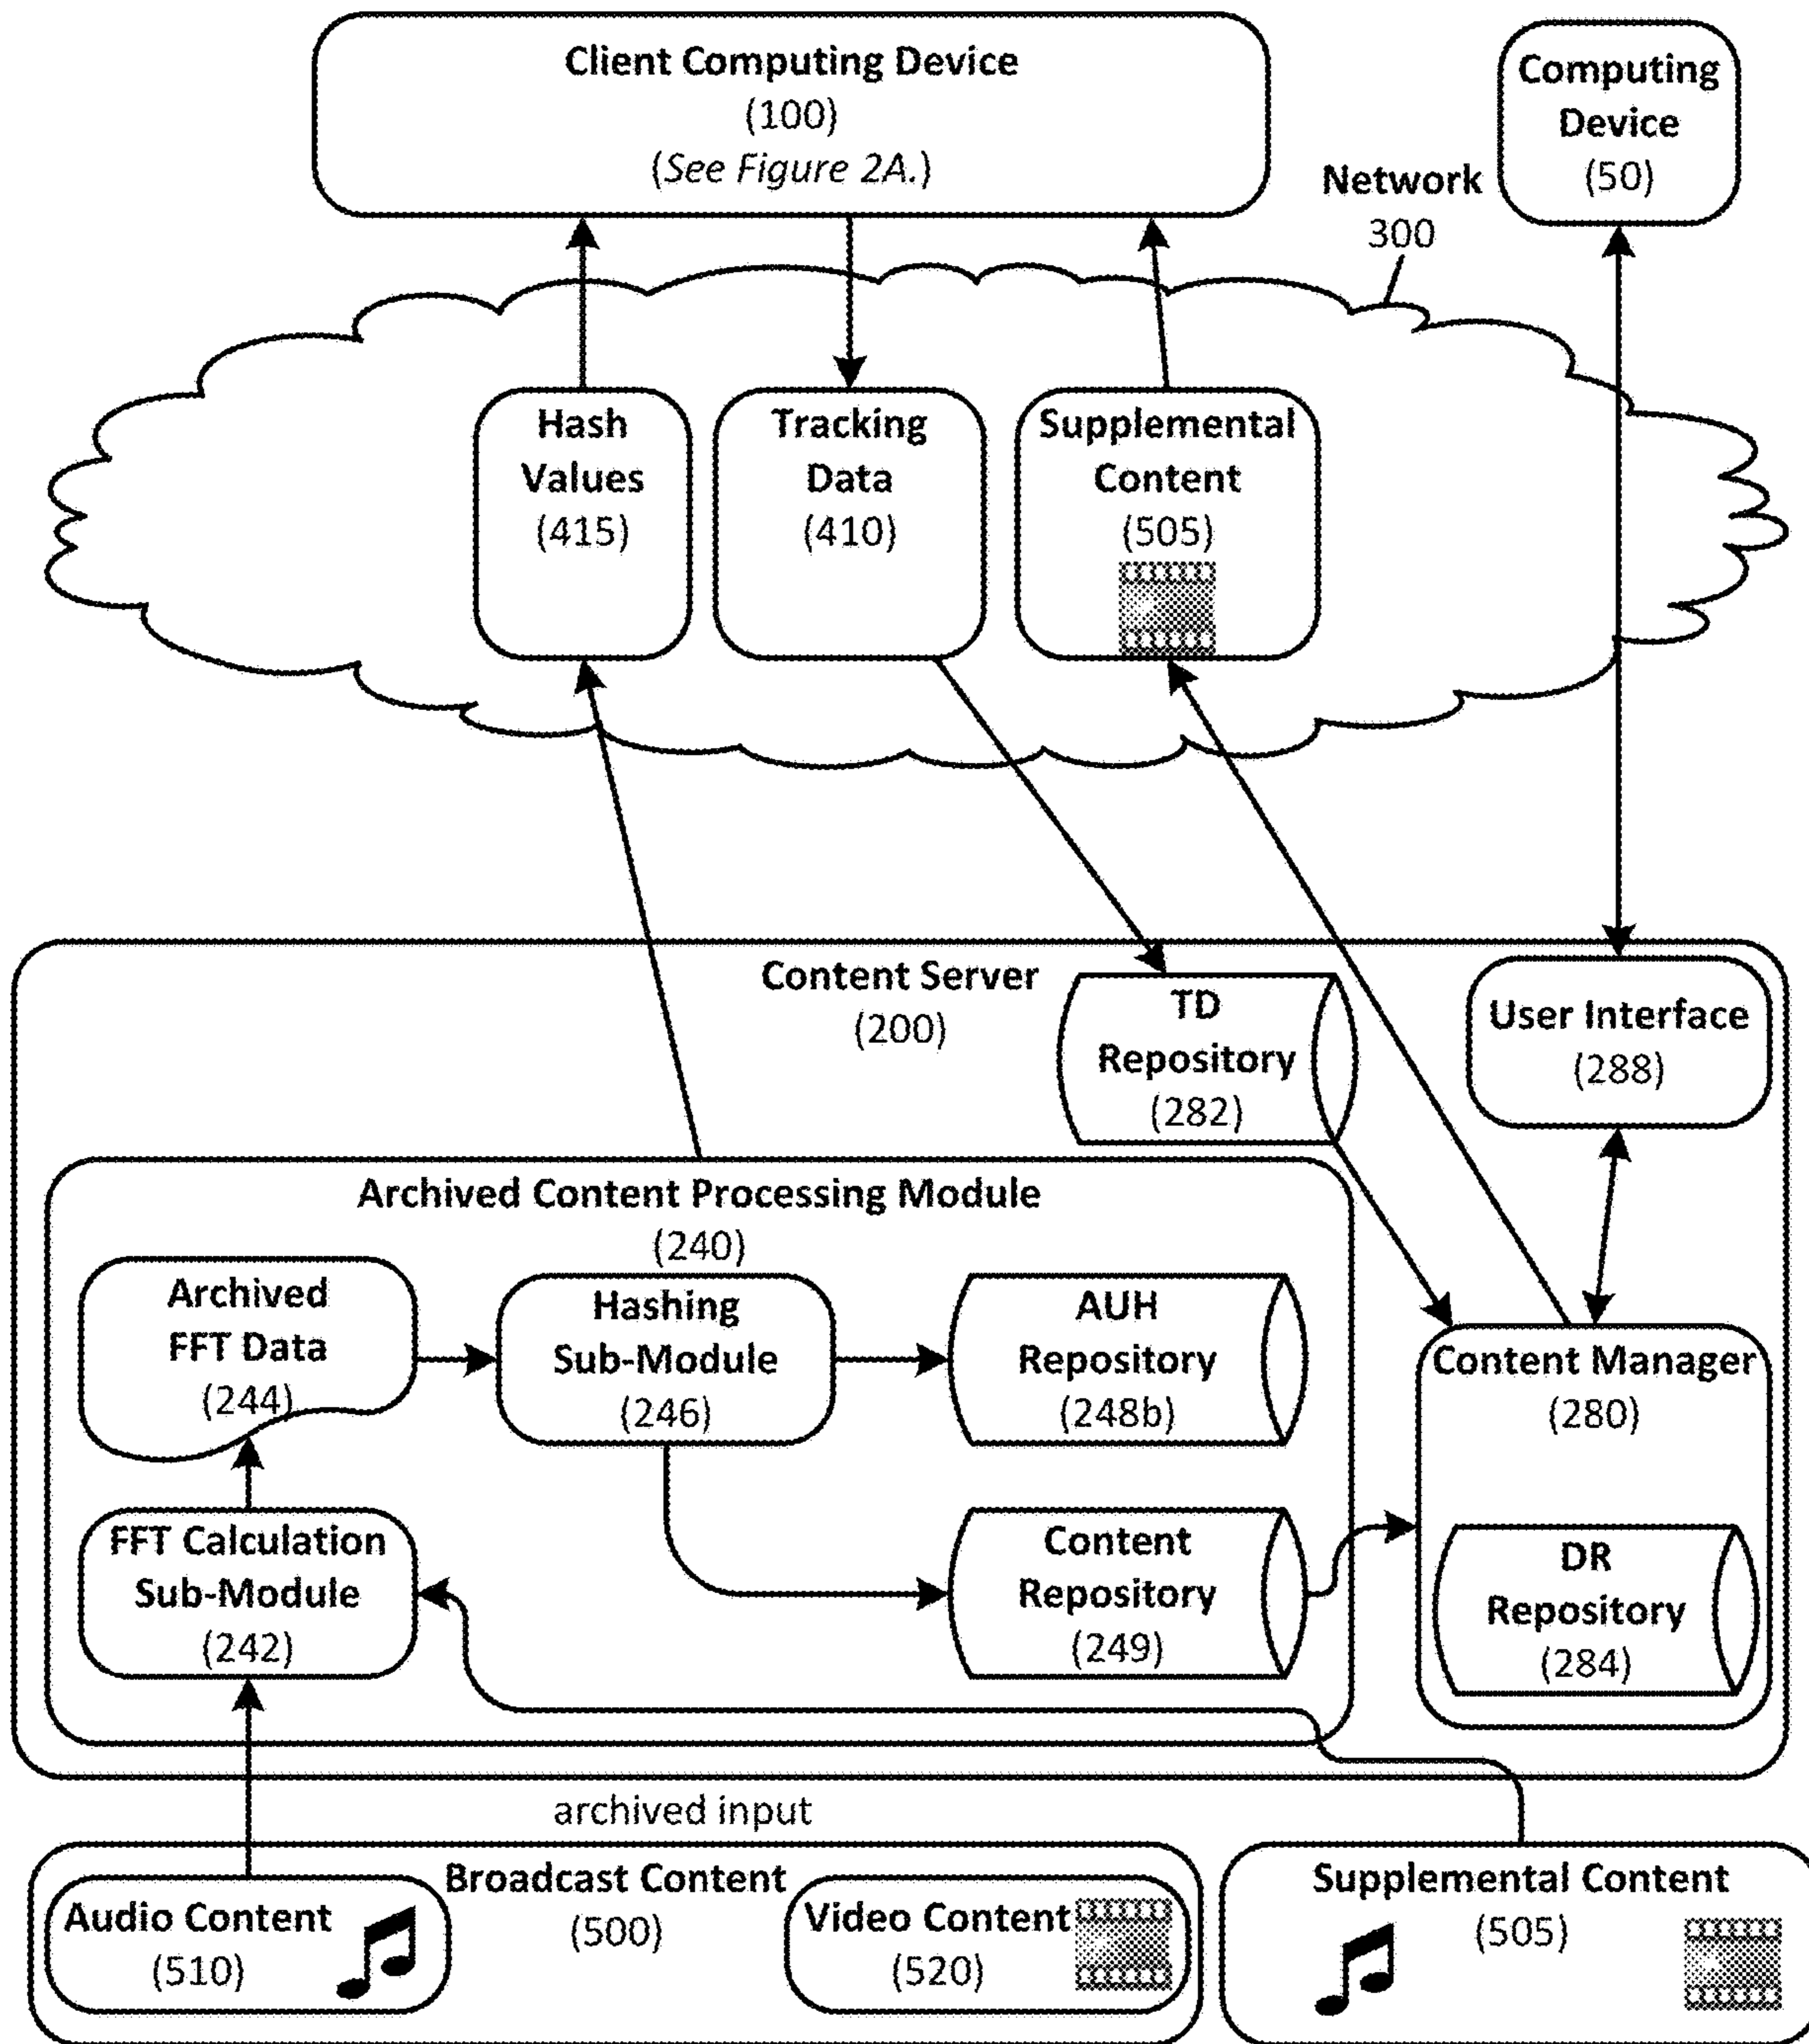 Client Computing Device
(100)
(See Figure 2A.)
Computing
Device
(50)
Network
300
Hash
Values
(415)
Tracking
Data
(410)
Supplemental
Content
(505)
Content Server
(200)
TD
Repository
(282)
User Interface
(288)
Archived Content Processing Module
(240)
Archived
FFT Data
(244)
Hashing
Sub-Module
(246)
AUH
Repository
(248b)
Content Manager
(280)
FFT Calculation
Sub-Module
(242)
Content
Repository
(249)
DR
Repository
(284)
archived input
Broadcast Content
(500)
Audio Content
(510)
Video Content
(520)
Supplemental Content
(505)